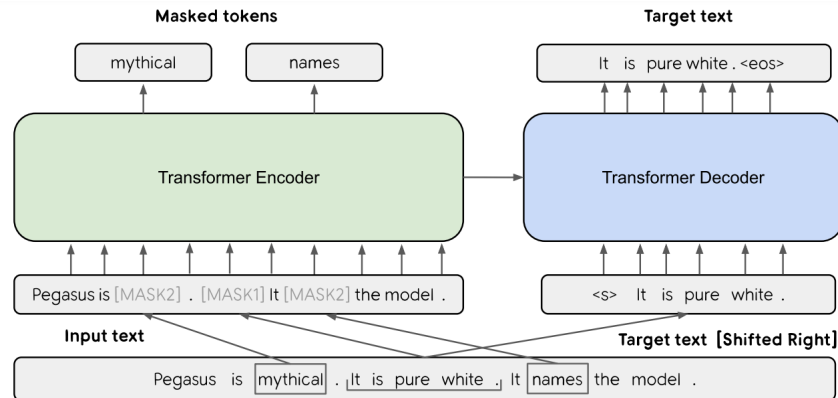 Masked tokens
Target text
mythical
names
It is pure white . <eos>
Transformer Encoder
Transformer Decoder
Pegasus is [MASK2] . [MASK1] It [MASK2] the model .
<s> It is pure white .
Input text
Target text [Shifted Right]
Pegasus is mythical . It is pure white . It names the model .